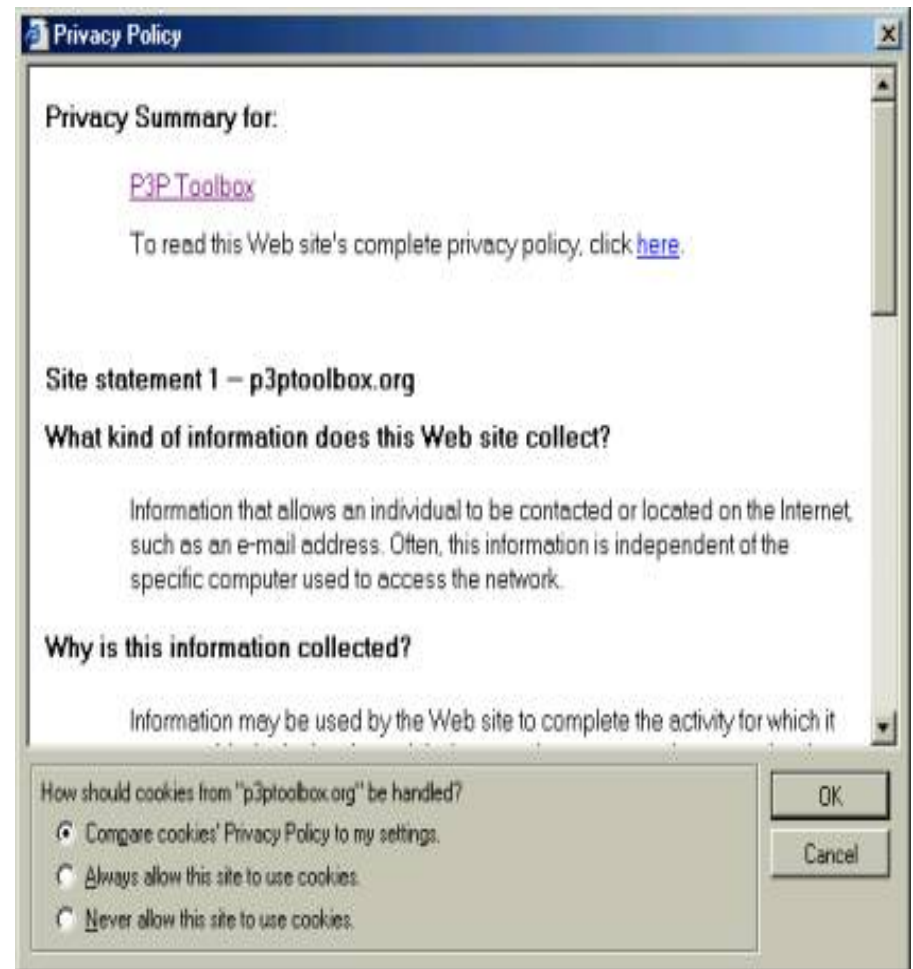 Privacy Policy
Privacy Summary for:
P3P Toolbox
To read this Web site's complete privacy policy, click here.
Site statement 1 – p3ptoolbox.org
What kind of information does this Web site collect?
Information that allows an individual to be contacted or located on the Internet,
such as an e-mail address. Often, this information is independent of the
specific computer used to access the network.
Why is this information collected?
Information may be used by the Web site to complete the activity for which it
How should cookies from "p3ptoolbox.org" be handled?
Compare cookies' Privacy Policy to my settings.
Always allow this site to use cookies.
Never allow this site to use cookies.
OK
Cancel